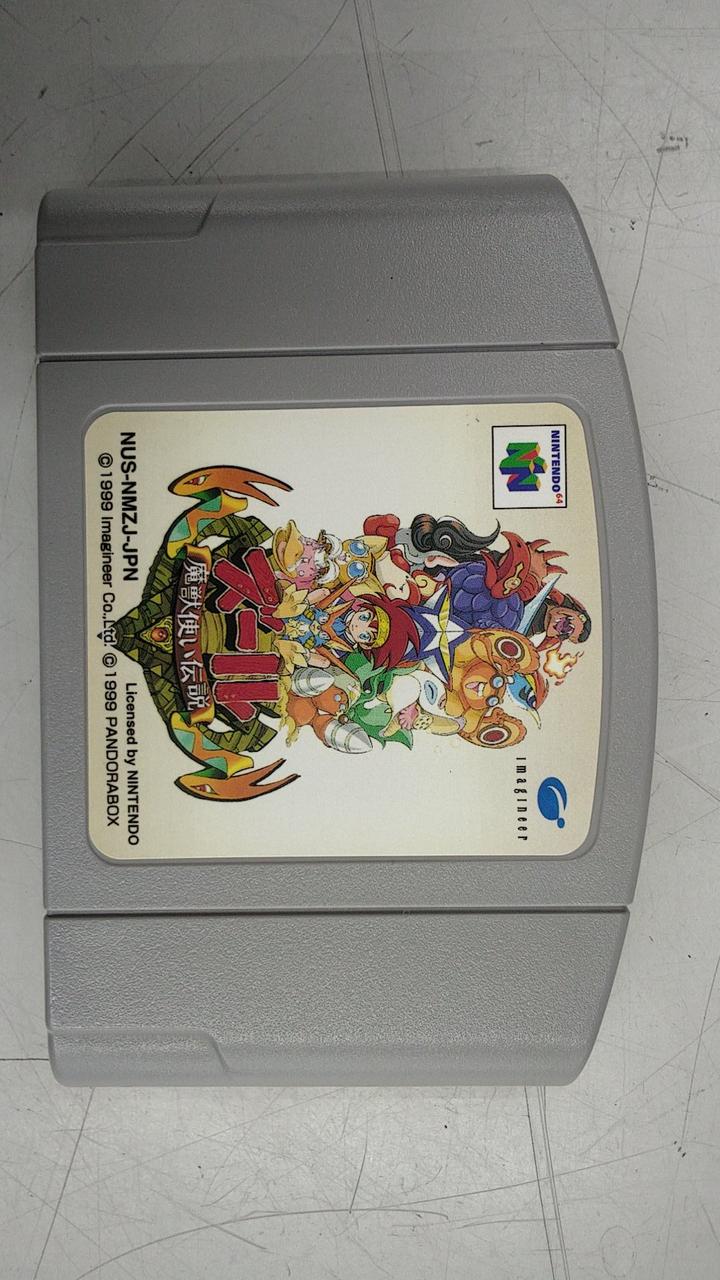 NINTENDO64
imagineer
ズーール
魔獣使い伝説
NUS-NMZJ-JPN
Licensed by NINTENDO
© 1999 Imagineer Co.,Ltd. © 1999 PANDORABOX